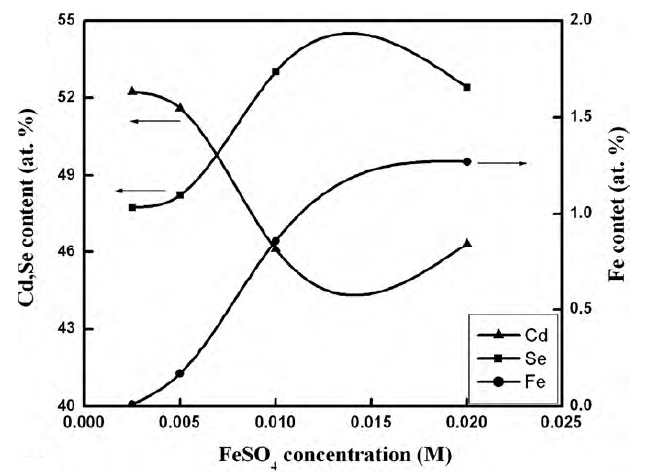 55
52
49
46
43
40
2.0
1.5
1.0
0.5
0.0
0.000
0.005
0.010
0.015
0.020
0.025
Cd,Se content (at. %)
Fe contet (at. %)
FeSO₄ concentration (M)
Cd
Se
Fe